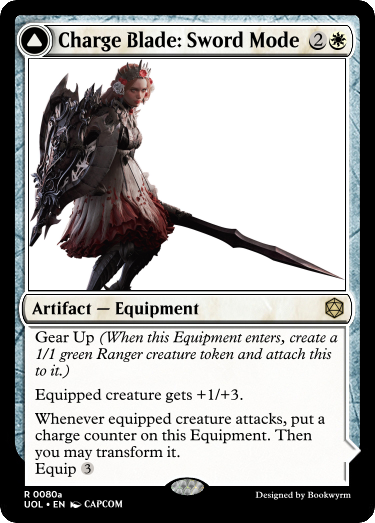 Charge Blade: Sword Mode 2
Artifact — Equipment
Gear Up (When this Equipment enters, create a
1/1 green Ranger creature token and attach this
to it.)
Equipped creature gets +1/+3.
Whenever equipped creature attacks, put a
charge counter on this Equipment. Then
you may transform it.
Equip 3
R 0080a
UOL • EN CAPCOM
Designed by Bookwyrm